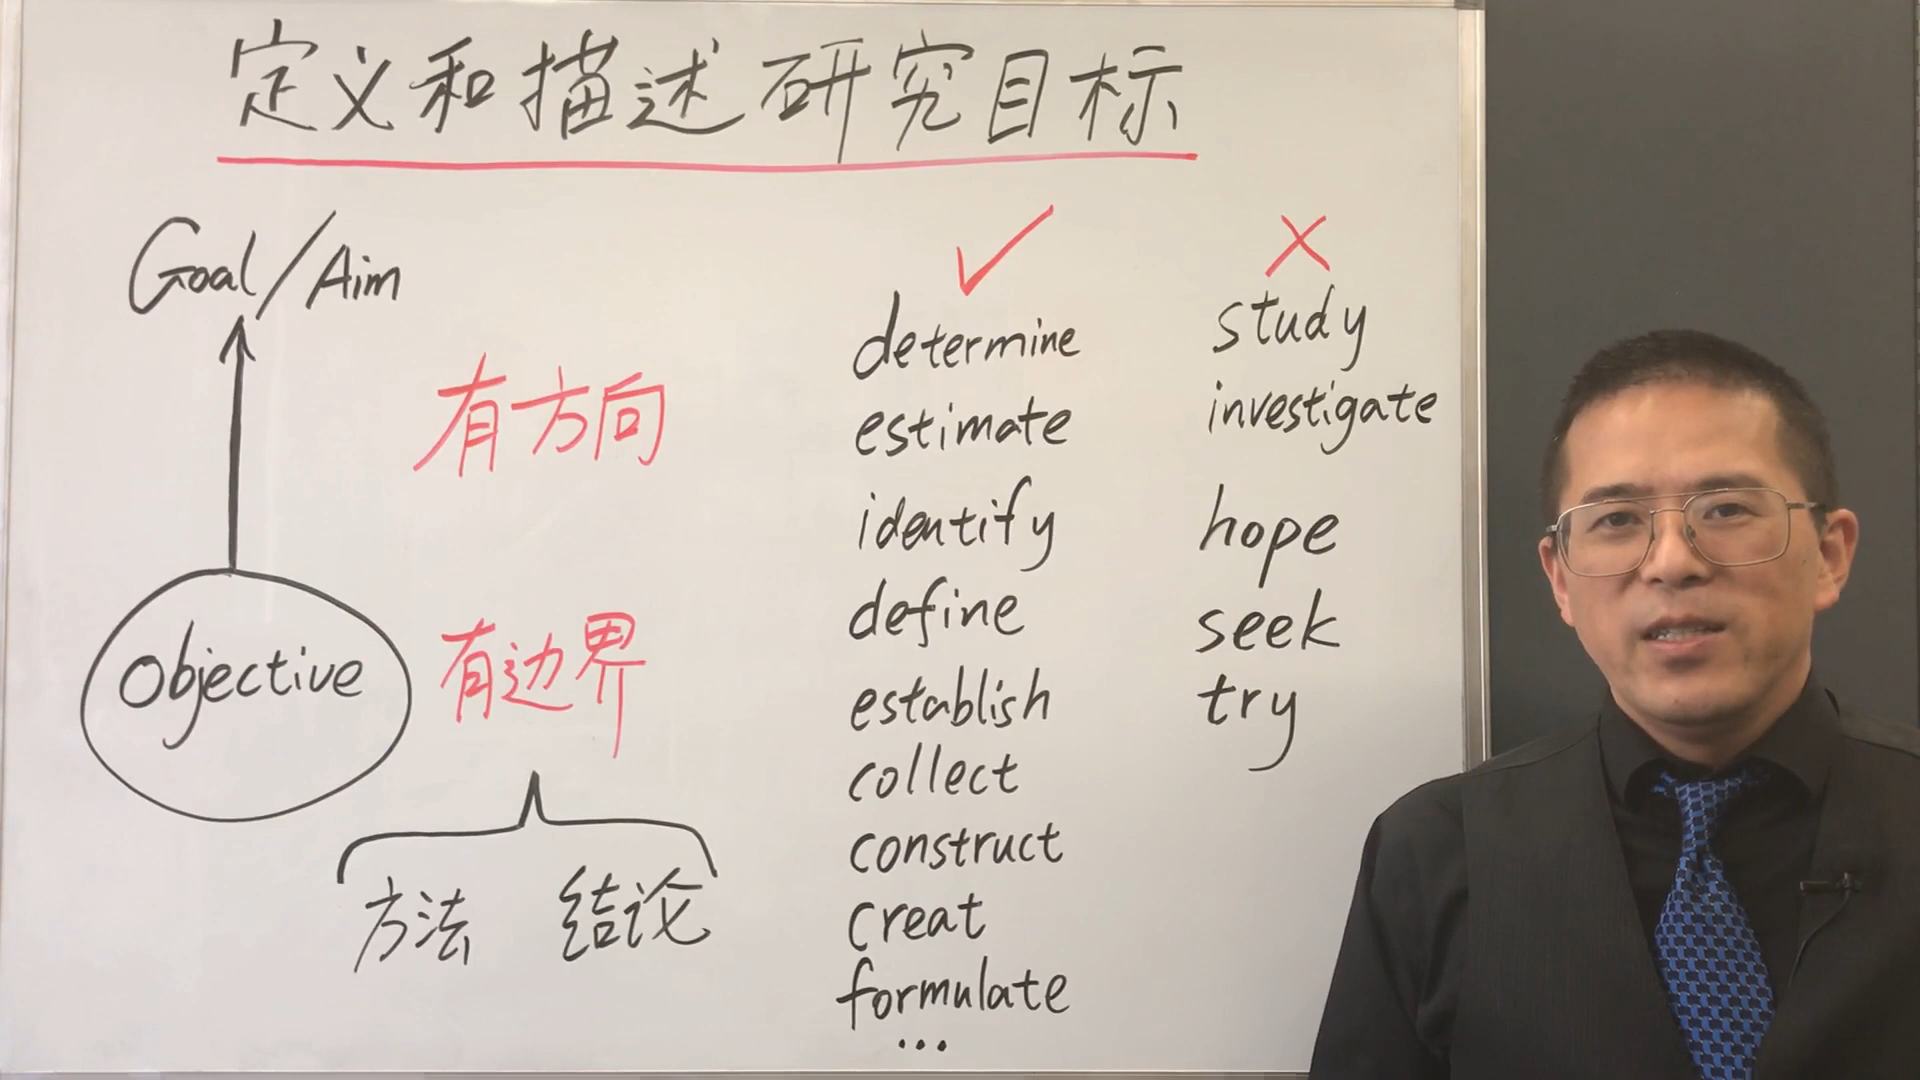 定义和描述研究目标
Goal/Aim
有方向
objective
有边界
方法 结论
✓
determine
estimate
identify
define
establish
collect
construct
creat
formulate
...
×
study
investigate
hope
seek
try